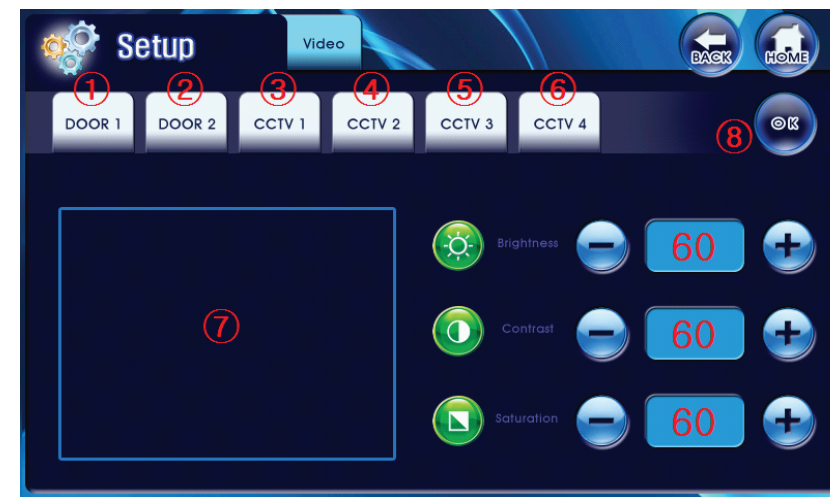 Setup
Video
BACK
HOME
① ② ③ ④ ⑤ ⑥
DOOR 1 DOOR 2 CCTV 1 CCTV 2 CCTV 3 CCTV 4
⑧ OK
Brightness 60
⑦
Contrast 60
Saturation 60